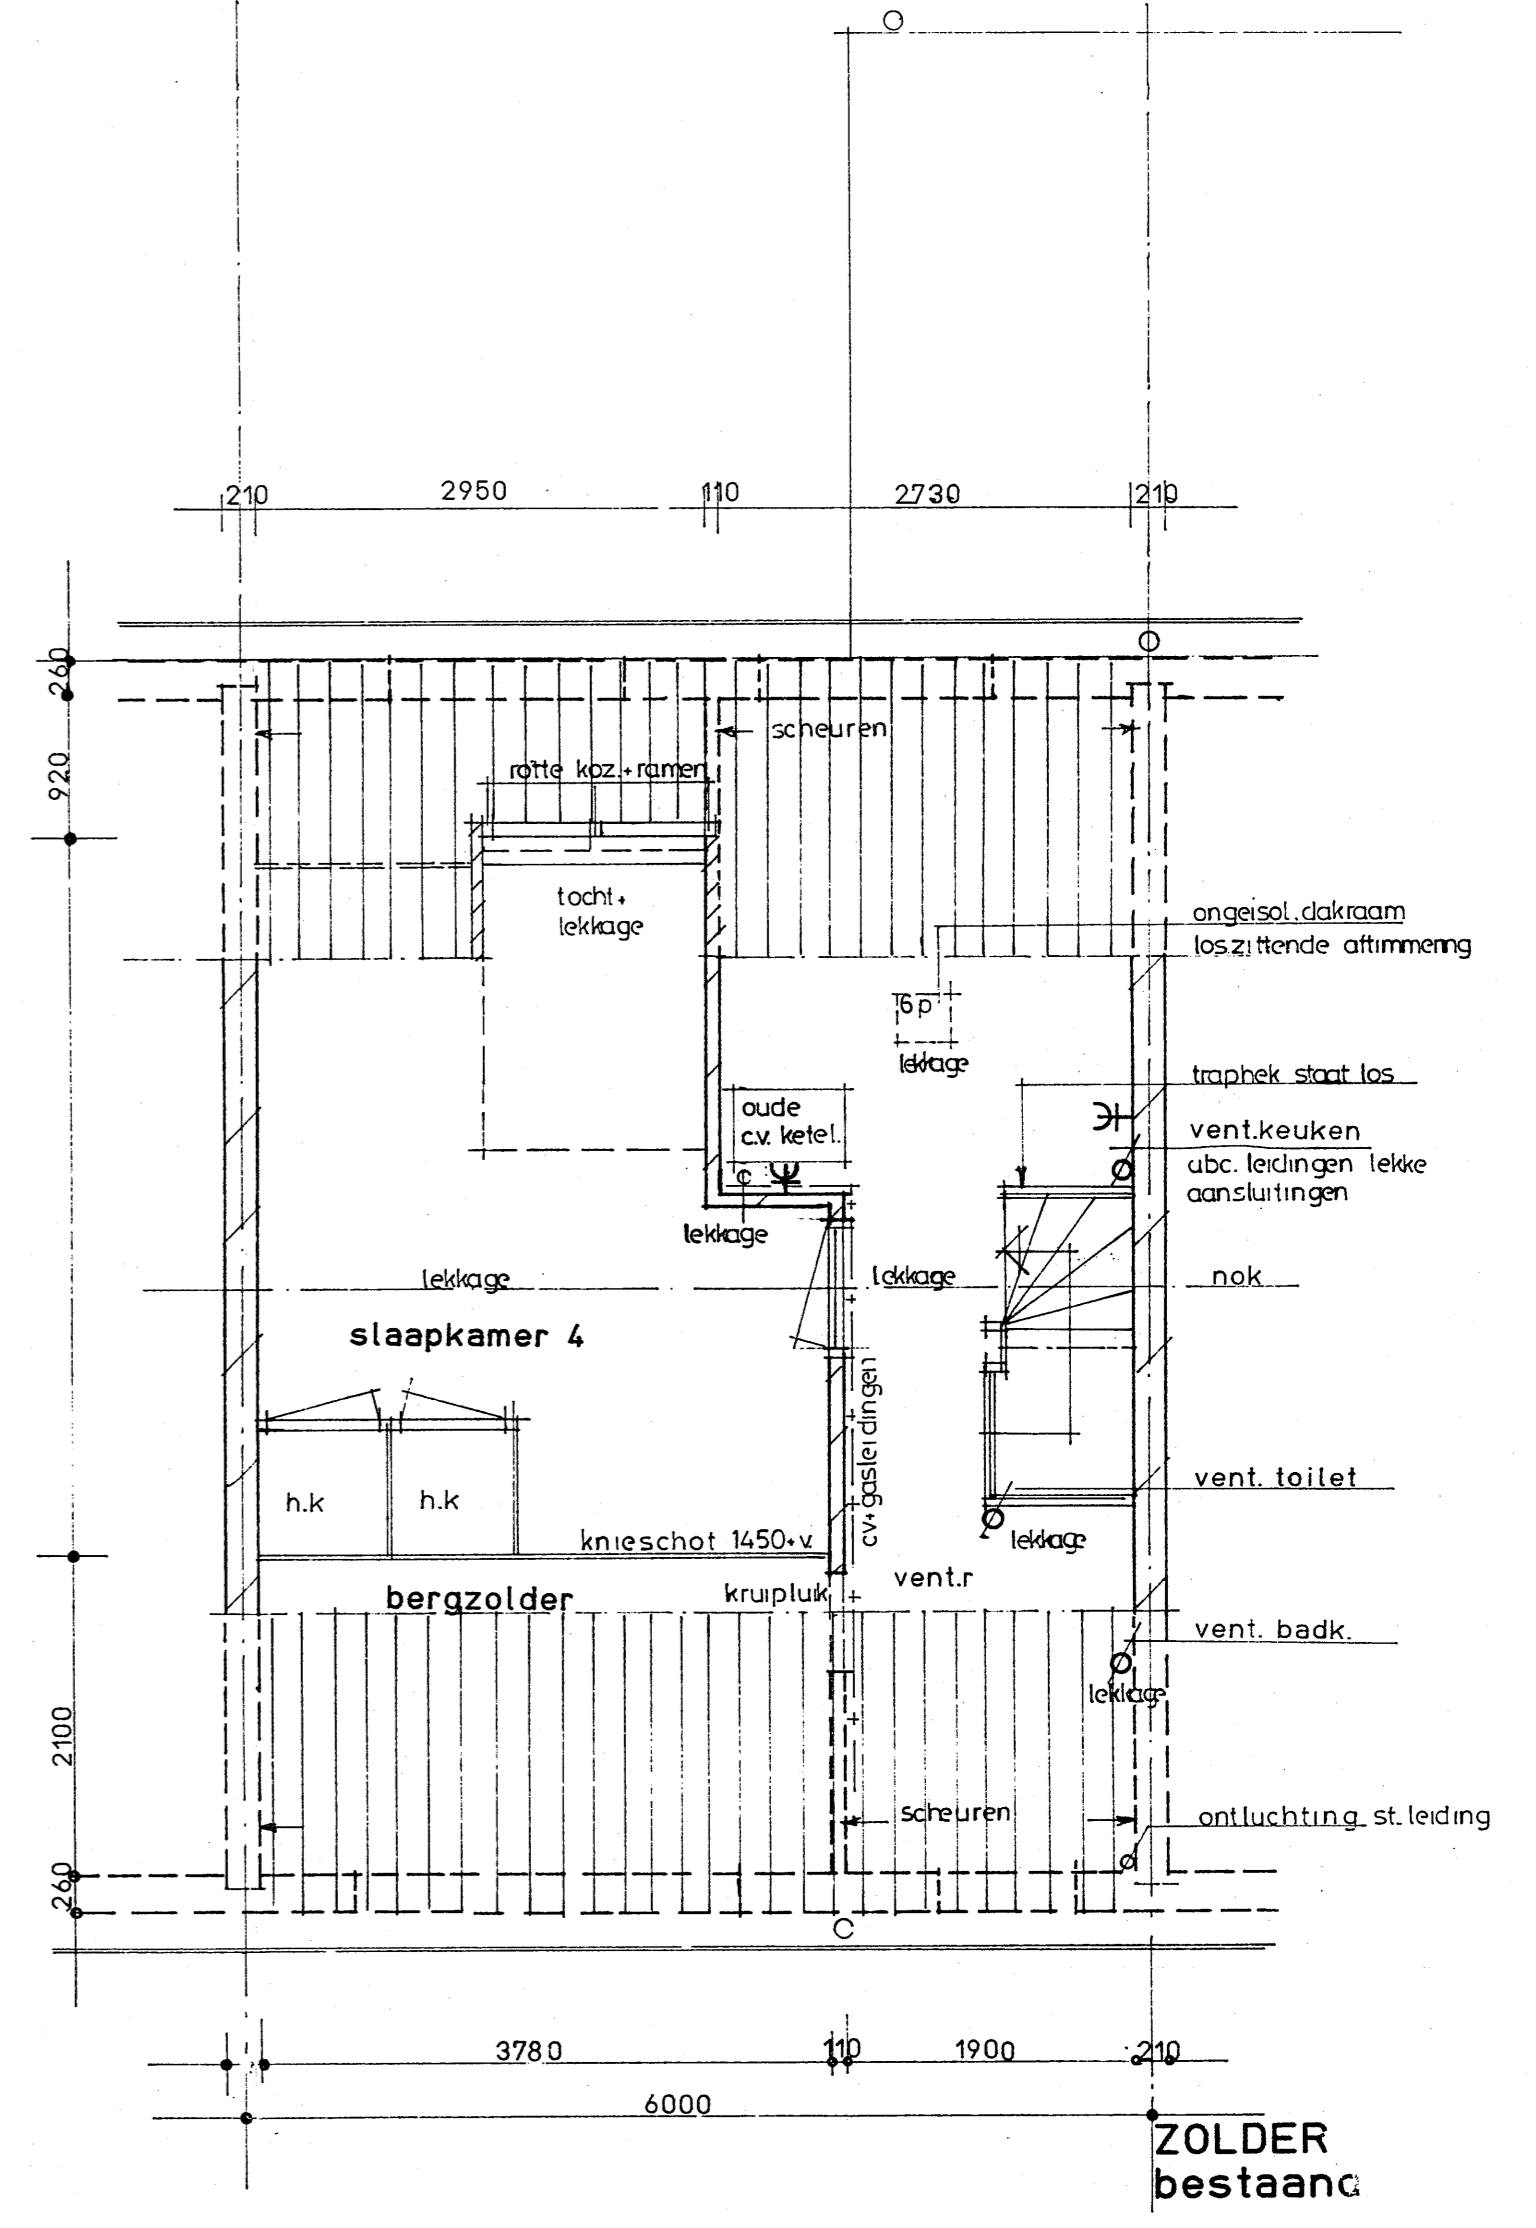 210 2950 110 2730 210
260
920
scheuren
rotte koz.+ramen
tocht+
lekkage
ongeisol.dakraam
loszittende aftimmering
6p
lekkage
traphek staat los
oude
c.v. ketel.
vent.keuken
abc. leidingen lekke
aansluitingen
c
lekkage
lekkage
lekkage
nok
slaapkamer 4
cv+gasleidingen
h.k
h.k
vent. toilet
knieschot 1450+v.
lekkage
bergzolder
kruipluik
vent.r
vent. badk.
lekkage
2100
scheuren
ontluchting st.leiding
260
3780 110 1900 210
6000
ZOLDER
bestaand